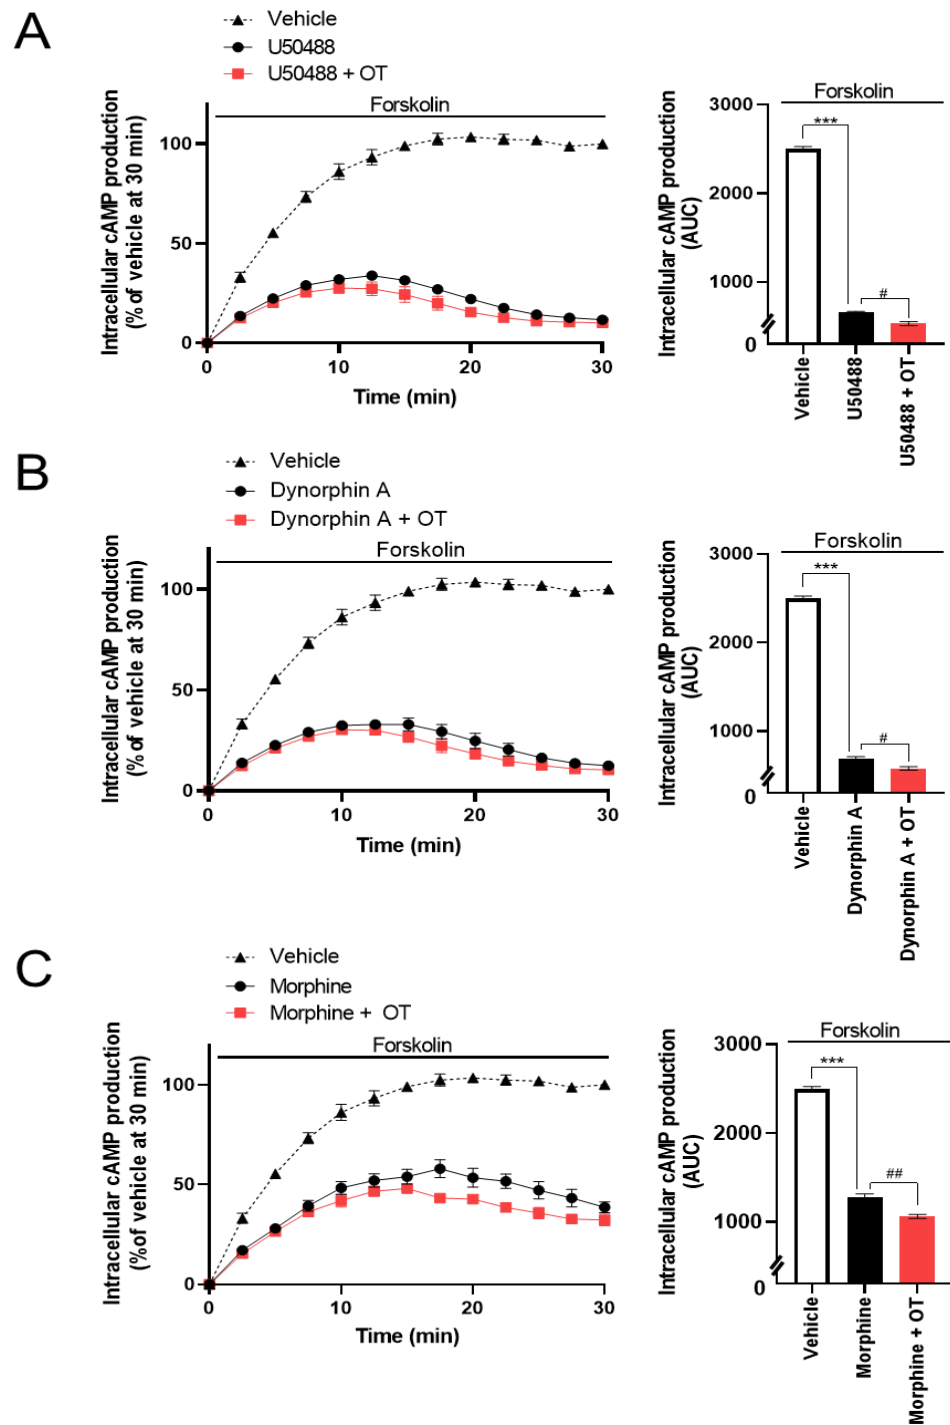 A
Vehicle
U50488
U50488 + OT
Forskolin
Intracellular cAMP production
(% of vehicle at 30 min)
100
50
0
0 10 20 30
Time (min)
Forskolin
Intracellular cAMP production
(AUC)
3000
2000
1000
0
***
#
Vehicle
U50488
U50488 + OT
B
Vehicle
Dynorphin A
Dynorphin A + OT
Forskolin
Intracellular cAMP production
(% of vehicle at 30 min)
100
50
0
0 10 20 30
Time (min)
Forskolin
Intracellular cAMP production
(AUC)
3000
2000
1000
0
***
#
Vehicle
Dynorphin A
Dynorphin A + OT
C
Vehicle
Morphine
Morphine + OT
Forskolin
Intracellular cAMP production
(%of vehicle at 30 min)
100
50
0
0 10 20 30
Time (min)
Forskolin
Intracellular cAMP production
(AUC)
3000
2000
1000
0
***
##
Vehicle
Morphine
Morphine + OT